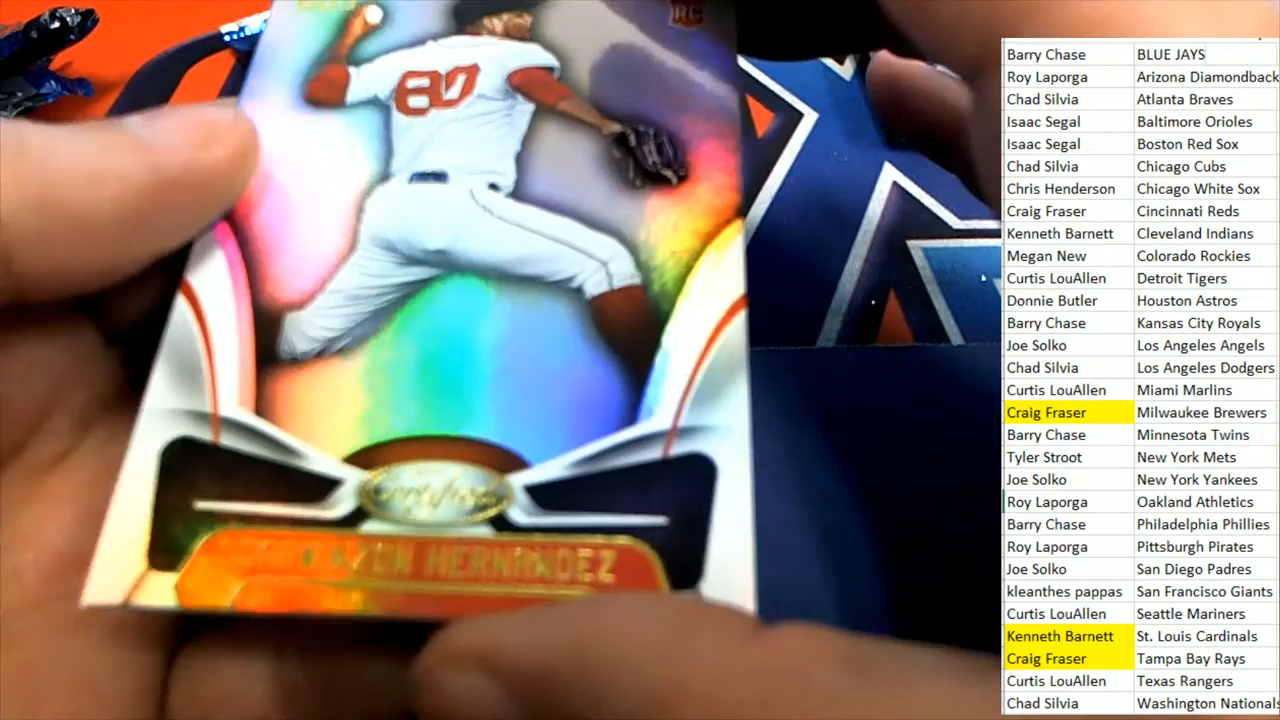 RC
80
Certified
HERNANDEZ
Barry Chase BLUE JAYS
Roy Laporga Arizona Diamondback
Chad Silvia Atlanta Braves
Isaac Segal Baltimore Orioles
Isaac Segal Boston Red Sox
Chad Silvia Chicago Cubs
Chris Henderson Chicago White Sox
Craig Fraser Cincinnati Reds
Kenneth Barnett Cleveland Indians
Megan New Colorado Rockies
Curtis LouAllen Detroit Tigers
Donnie Butler Houston Astros
Barry Chase Kansas City Royals
Joe Solko Los Angeles Angels
Chad Silvia Los Angeles Dodgers
Curtis LouAllen Miami Marlins
Craig Fraser Milwaukee Brewers
Barry Chase Minnesota Twins
Tyler Stroot New York Mets
Joe Solko New York Yankees
Roy Laporga Oakland Athletics
Barry Chase Philadelphia Phillies
Roy Laporga Pittsburgh Pirates
Joe Solko San Diego Padres
kleanthes pappas San Francisco Giants
Curtis LouAllen Seattle Mariners
Kenneth Barnett St. Louis Cardinals
Craig Fraser Tampa Bay Rays
Curtis LouAllen Texas Rangers
Chad Silvia Washington Nationals